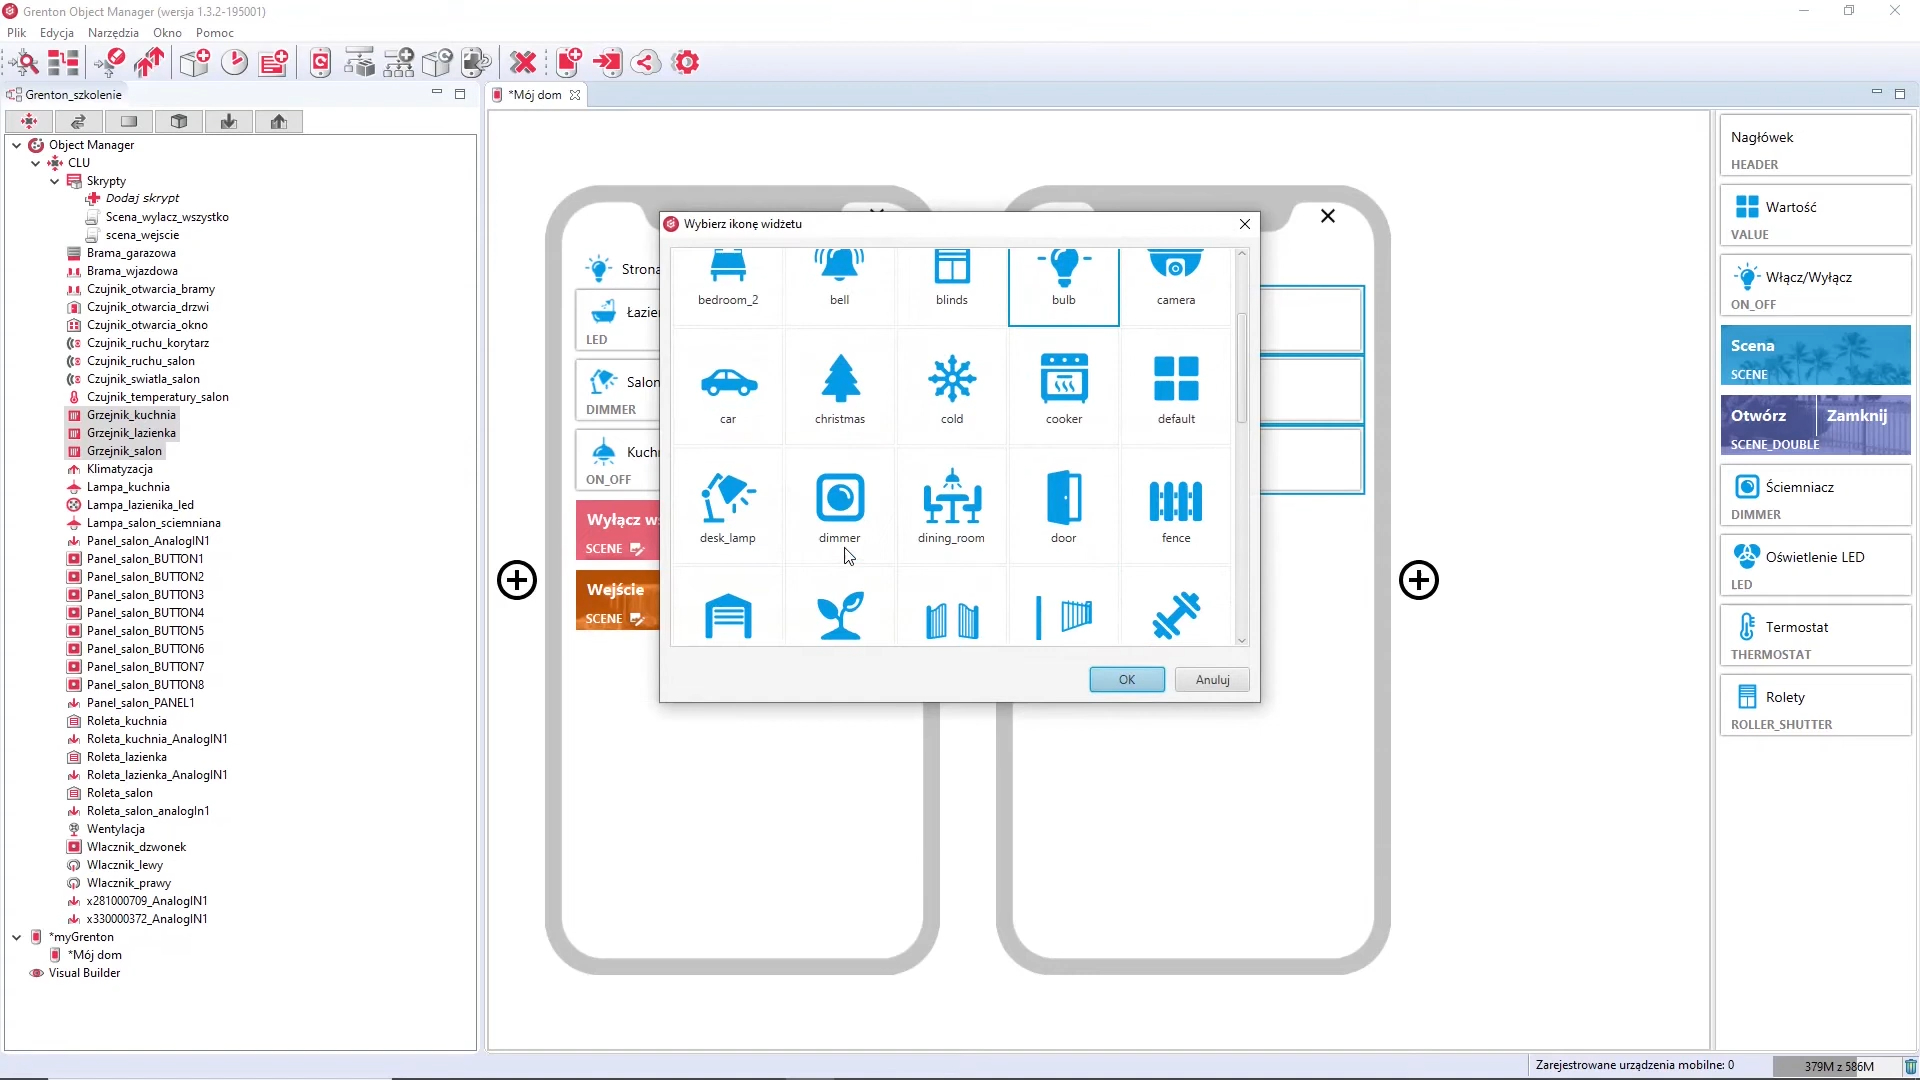 Grenton Object Manager (wersja 1.3.2-195001)
Plik Edycja Narzędzia Okno Pomoc
Grenton_szkolenie
Object Manager
CLU
Skrypty
Dodaj skrypt
Scena_wylacz_wszystko
scena_wejscie
Brama_garazowa
Brama_wjazdowa
Czujnik_otwarcia_bramy
Czujnik_otwarcia_drzwi
Czujnik_otwarcia_okno
Czujnik_ruchu_korytarz
Czujnik_ruchu_salon
Czujnik_swiatla_salon
Czujnik_temperatury_salon
Grzejnik_kuchnia
Grzejnik_lazienka
Grzejnik_salon
Klimatyzacja
Lampa_kuchnia
Lampa_lazienika_led
Lampa_salon_sciemniana
Panel_salon_AnalogIN1
Panel_salon_BUTTON1
Panel_salon_BUTTON2
Panel_salon_BUTTON3
Panel_salon_BUTTON4
Panel_salon_BUTTON5
Panel_salon_BUTTON6
Panel_salon_BUTTON7
Panel_salon_BUTTON8
Panel_salon_PANEL1
Roleta_kuchnia
Roleta_kuchnia_AnalogIN1
Roleta_lazienka
Roleta_lazienka_AnalogIN1
Roleta_salon
Roleta_salon_analogIn1
Wentylacja
Wlacznik_dzwonek
Wlacznik_lewy
Wlacznik_prawy
x281000709_AnalogIN1
x330000372_AnalogIN1
*myGrenton
*Mój dom
Visual Builder
*Mój dom
Strona
Łazie
LED
Salon
DIMMER
Kuch
ON_OFF
Wyłącz w
SCENE
Wejście
SCENE
Wybierz ikonę widżetu
bedroom_2 bell blinds bulb camera
car christmas cold cooker default
desk_lamp dimmer dining_room door fence
OK Anuluj
Nagłówek
HEADER
Wartość
VALUE
Włącz/Wyłącz
ON_OFF
Scena
SCENE
Otwórz Zamknij
SCENE_DOUBLE
Ściemniacz
DIMMER
Oświetlenie LED
LED
Termostat
THERMOSTAT
Rolety
ROLLER_SHUTTER
Zarejestrowane urządzenia mobilne: 0
379M z 586M